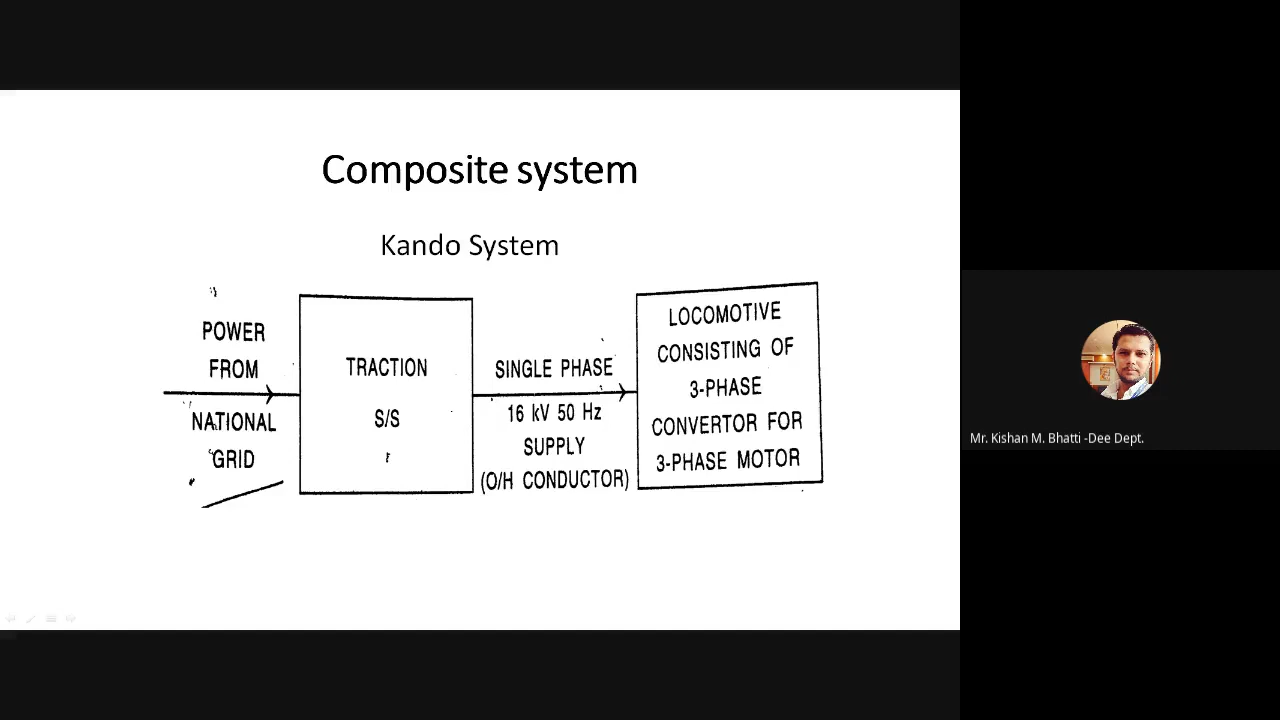 Composite system
Kando System
POWER
FROM
NATIONAL
GRID
TRACTION
S/S
SINGLE PHASE
16 kV 50 Hz
SUPPLY
(O/H CONDUCTOR)
LOCOMOTIVE
CONSISTING OF
3-PHASE
CONVERTOR FOR
3-PHASE MOTOR
Mr. Kishan M. Bhatti -Dee Dept.